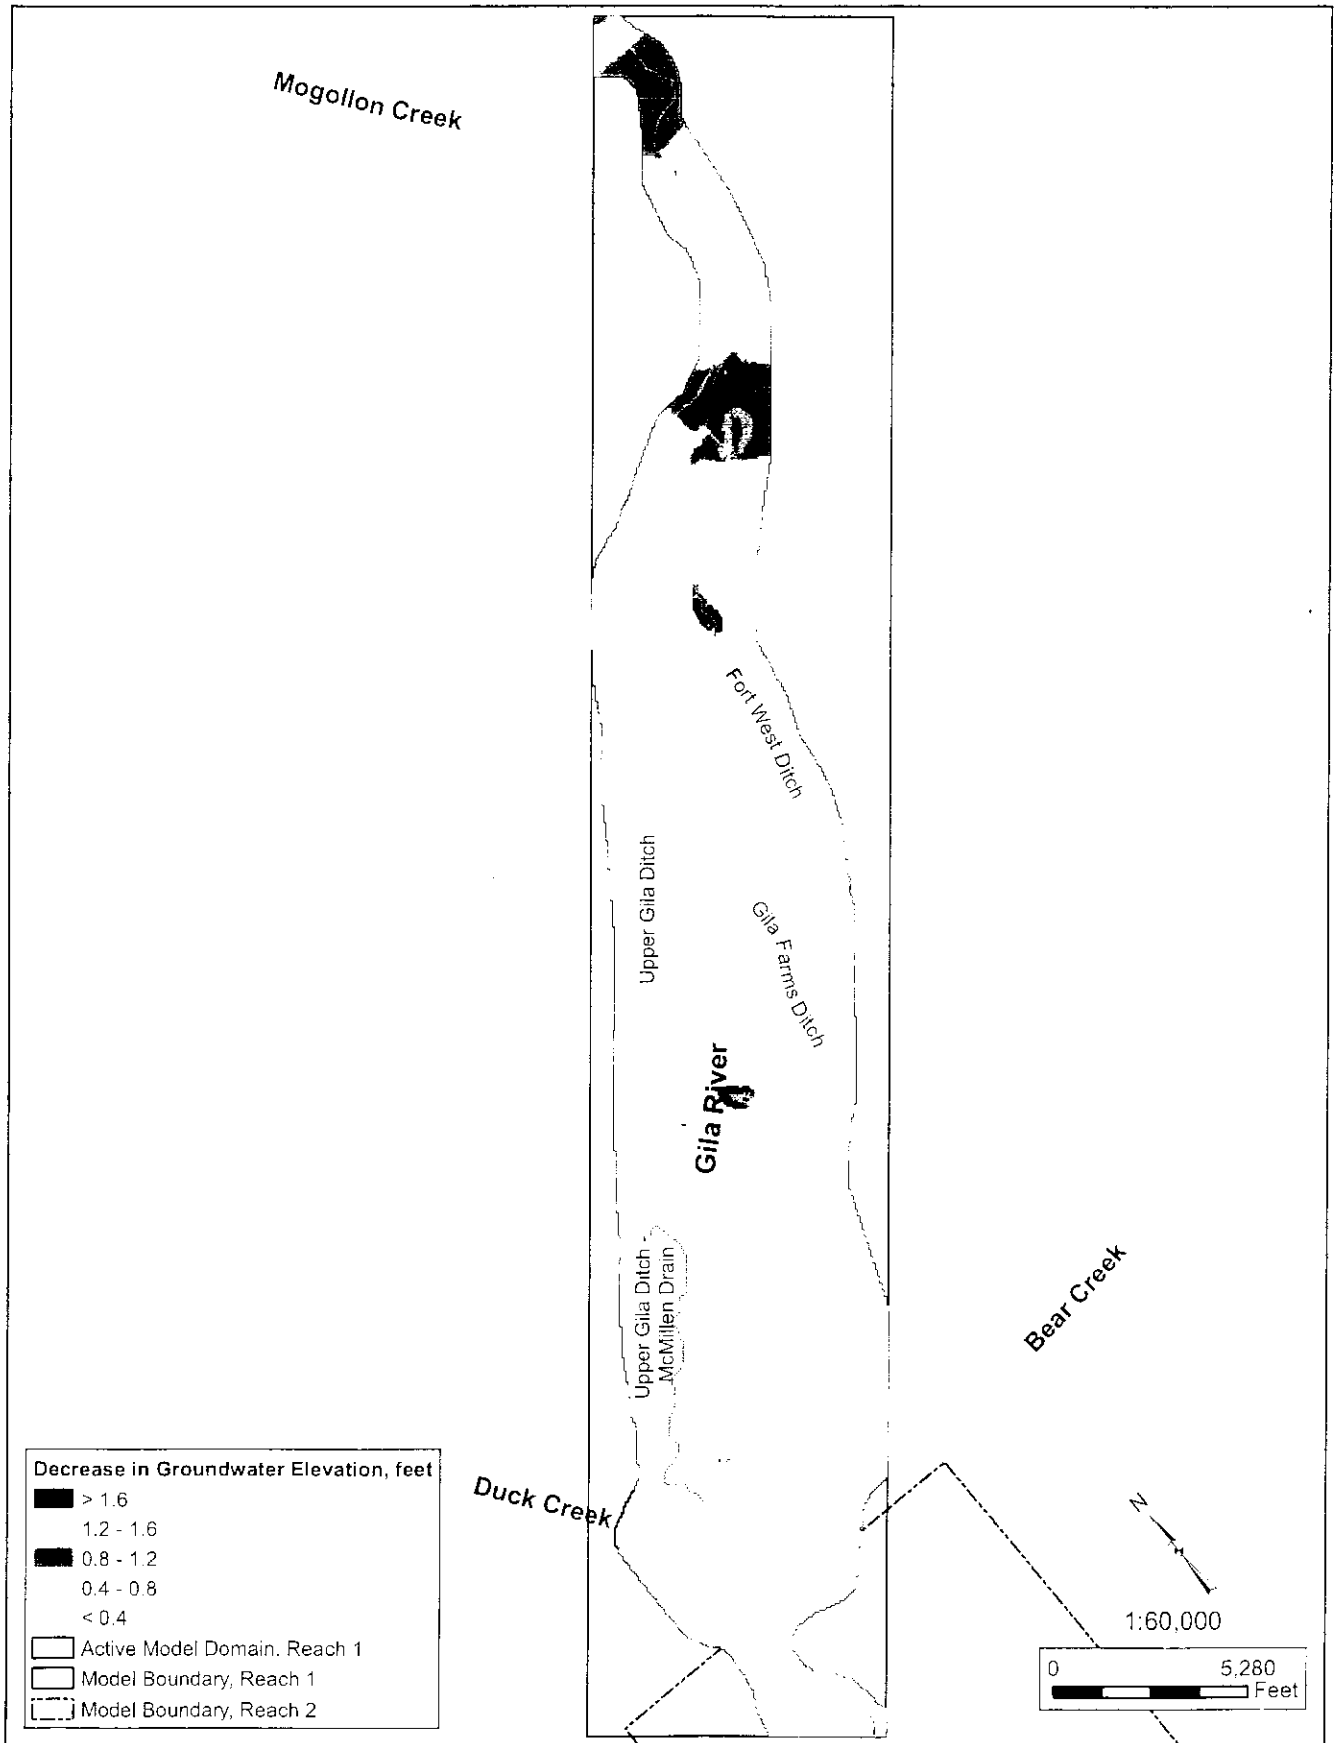 Mogollon Creek
Fort West Ditch
Upper Gila Ditch
Gila Farms Ditch
Gila River
Upper Gila Ditch
McMillen Drain
Bear Creek
Duck Creek
Decrease in Groundwater Elevation, feet
> 1.6
1.2 - 1.6
0.8 - 1.2
0.4 - 0.8
< 0.4
Active Model Domain. Reach 1
Model Boundary, Reach 1
Model Boundary, Reach 2
N
1:60,000
0 5,280
Feet